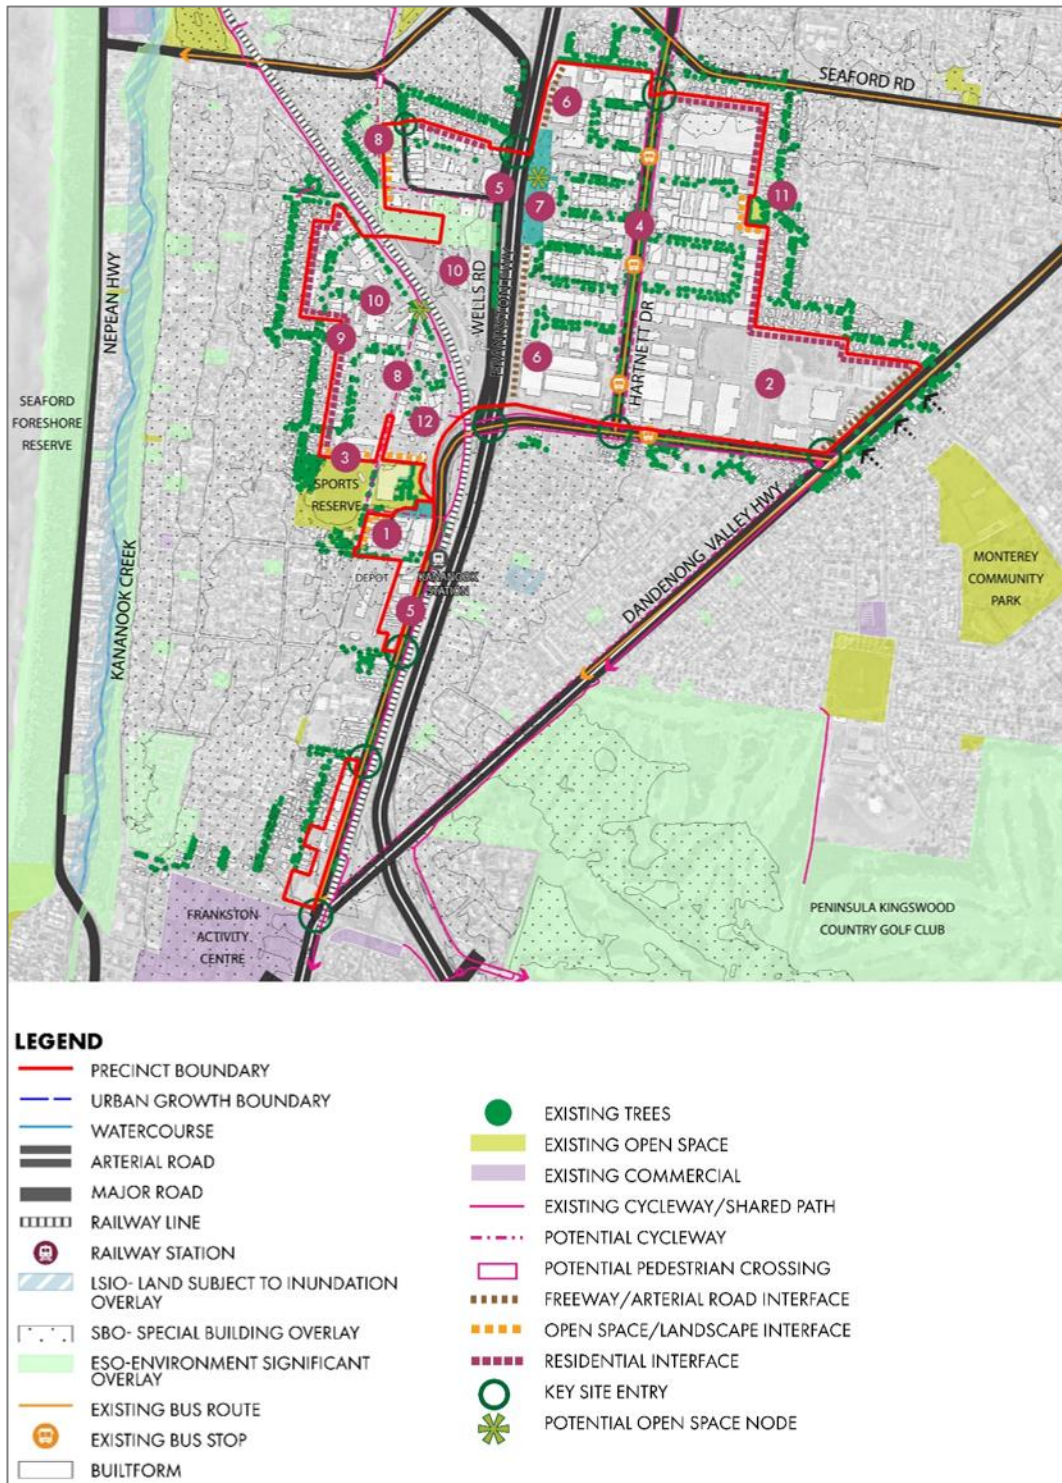 SEAFORD RD
6
8
11
5
7
4
NEPEAN HWY
WELLS RD
FRANKSTON FWY
10
10
HARTNETT DR
9
6
8
2
SEAFORD
FORESHORE
RESERVE
12
3
SPORTS
RESERVE
1
DEPOT
KANANOOK
STATION
5
KANANOOK CREEK
DANDENONG VALLEY HWY
MONTEREY
COMMUNITY
PARK
FRANKSTON
ACTIVITY
CENTRE
PENINSULA KINGSWOOD
COUNTRY GOLF CLUB
LEGEND
PRECINCT BOUNDARY
URBAN GROWTH BOUNDARY
WATERCOURSE
ARTERIAL ROAD
MAJOR ROAD
RAILWAY LINE
RAILWAY STATION
LSIO- LAND SUBJECT TO INUNDATION
OVERLAY
SBO- SPECIAL BUILDING OVERLAY
ESO-ENVIRONMENT SIGNIFICANT
OVERLAY
EXISTING BUS ROUTE
EXISTING BUS STOP
BUILTFORM
EXISTING TREES
EXISTING OPEN SPACE
EXISTING COMMERCIAL
EXISTING CYCLEWAY/SHARED PATH
POTENTIAL CYCLEWAY
POTENTIAL PEDESTRIAN CROSSING
FREEWAY/ARTERIAL ROAD INTERFACE
OPEN SPACE/LANDSCAPE INTERFACE
RESIDENTIAL INTERFACE
KEY SITE ENTRY
POTENTIAL OPEN SPACE NODE